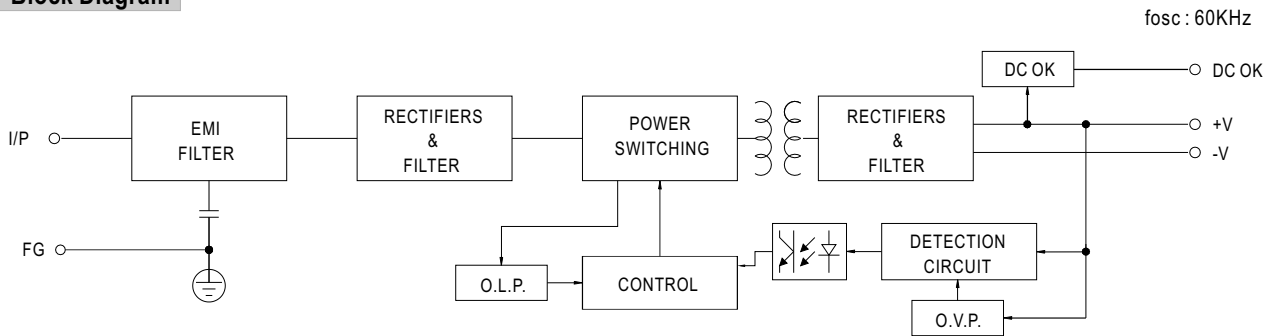 Block Diagram
fosc : 60KHz
DC OK
DC OK
I/P
EMI
FILTER
RECTIFIERS
&
FILTER
POWER
SWITCHING
RECTIFIERS
&
FILTER
+V
-V
FG
O.L.P.
CONTROL
DETECTION
CIRCUIT
O.V.P.